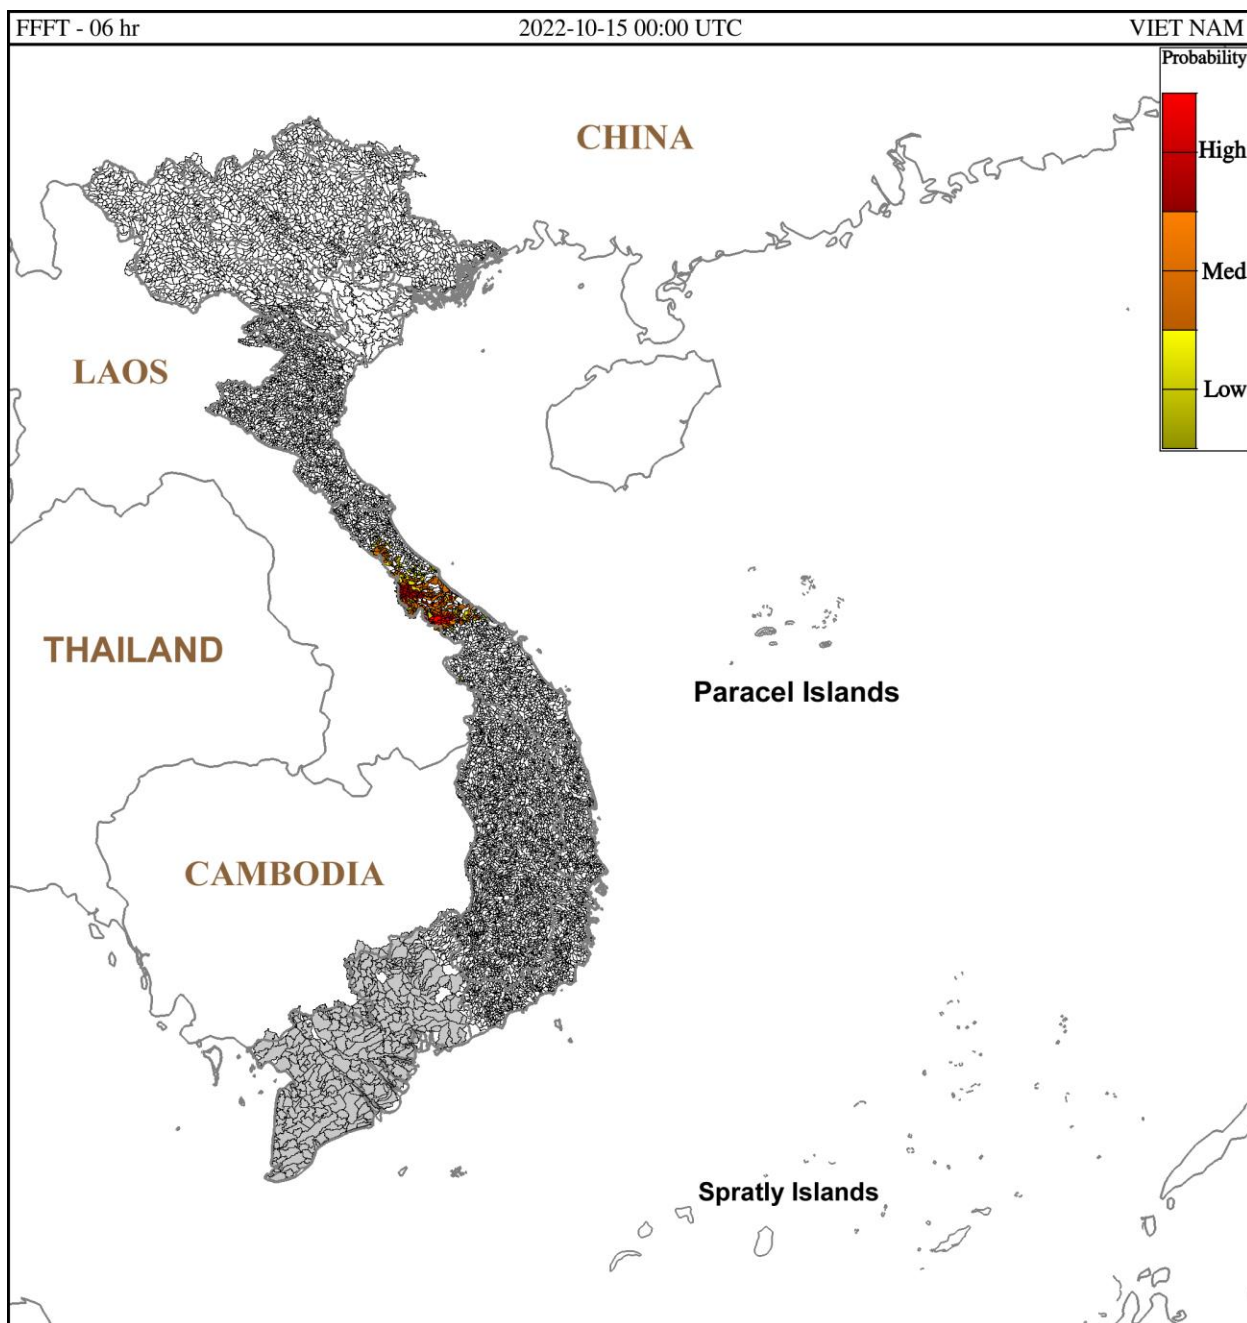 FFFT - 06 hr 2022-10-15 00:00 UTC VIET NAM
Probability
CHINA
High
Med
LAOS
Low
THAILAND
Paracel Islands
CAMBODIA
Spratly Islands